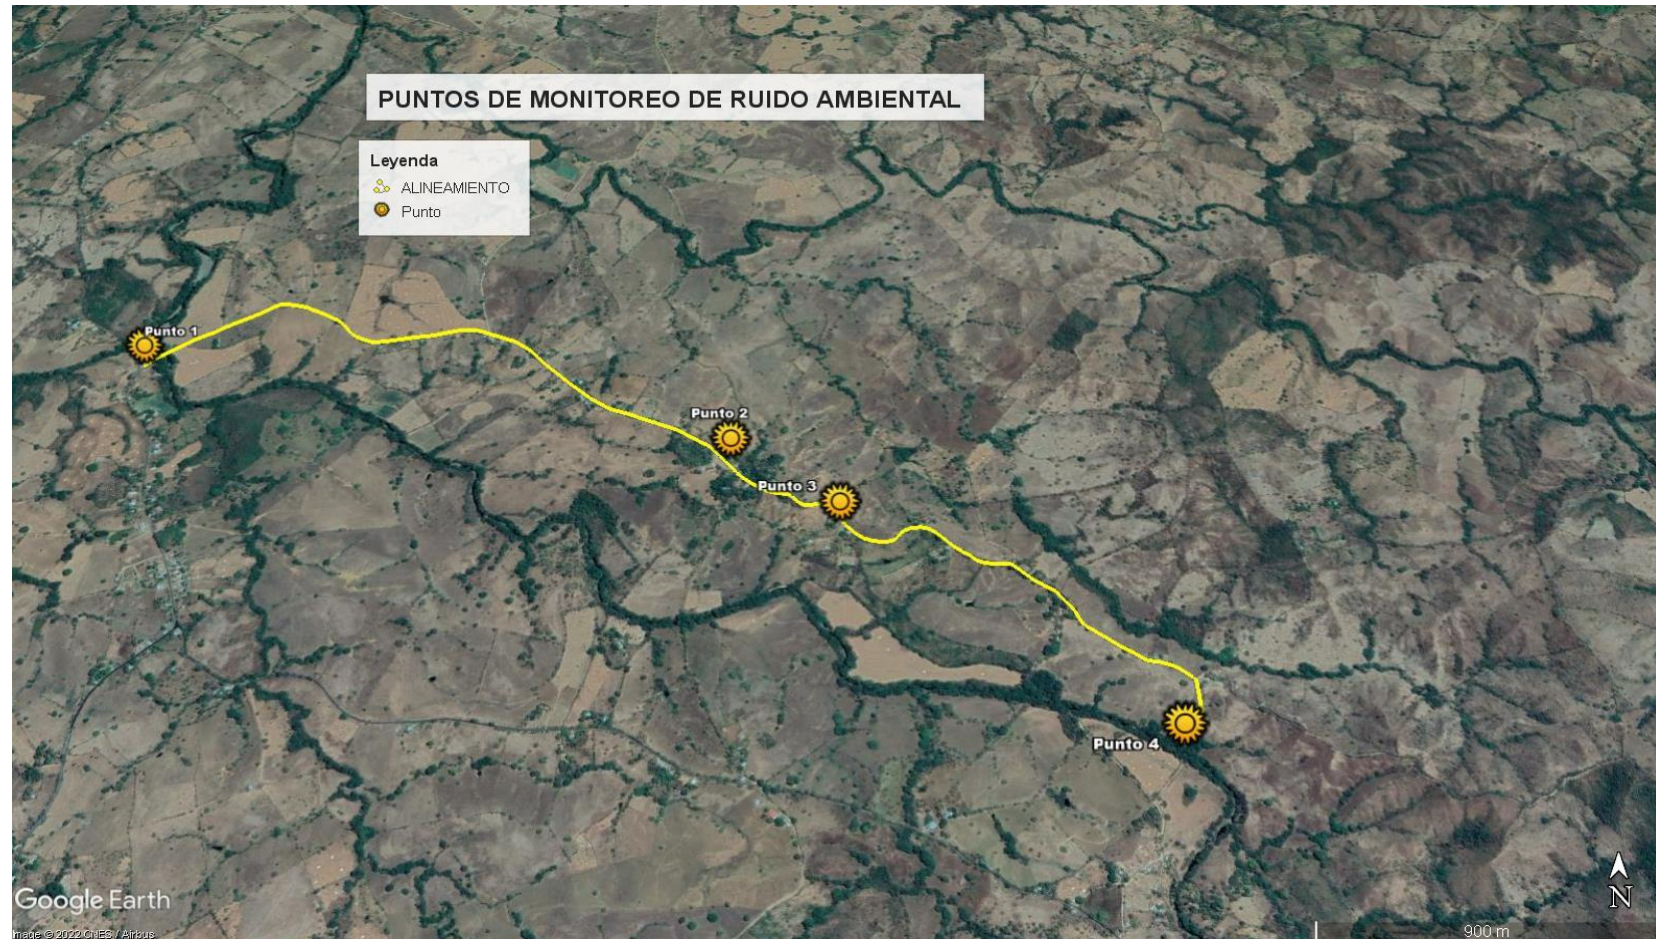 PUNTOS DE MONITOREO DE RUIDO AMBIENTAL
Leyenda
ALINEAMIENTO
Punto
Punto 1
Punto 2
Punto 3
Punto 4
N
Google Earth
900 m
Image © 2022 CNES / Airbus